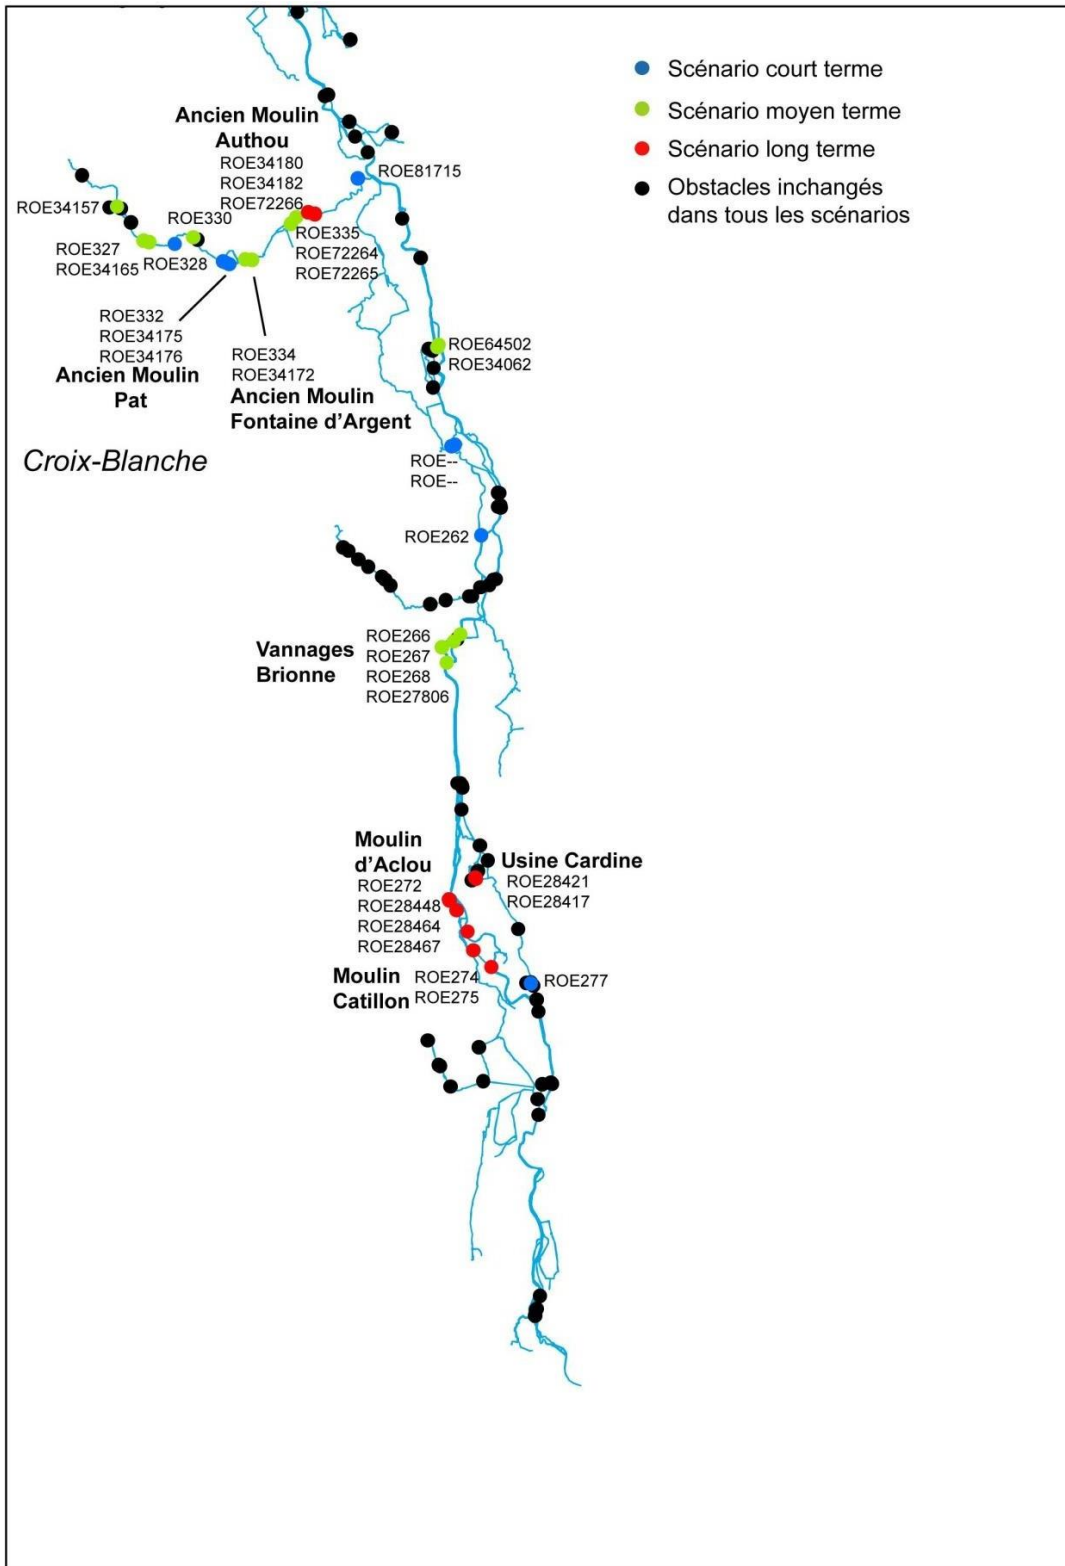 Scénario court terme
Scénario moyen terme
Scénario long terme
Obstacles inchangés
dans tous les scénarios
Ancien Moulin
Authou
ROE34180
ROE34182
ROE72266
ROE81715
ROE34157
ROE330
ROE327
ROE34165
ROE328
ROE335
ROE72264
ROE72265
ROE332
ROE34175
ROE34176
Ancien Moulin
Pat
ROE334
ROE34172
Ancien Moulin
Fontaine d'Argent
ROE64502
ROE34062
Croix-Blanche
ROE--
ROE--
ROE262
Vannages
Brionne
ROE266
ROE267
ROE268
ROE27806
Moulin
d'Aclou
ROE272
ROE28448
ROE28464
ROE28467
Usine Cardine
ROE28421
ROE28417
Moulin
Catillon
ROE274
ROE275
ROE277